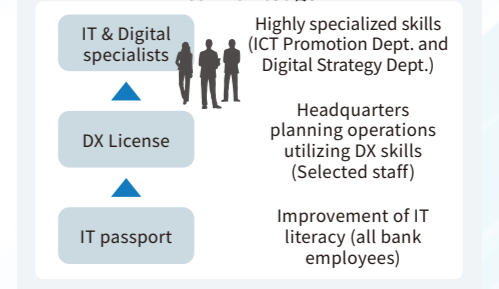 IT & Digital
specialists
Highly specialized skills
(ICT Promotion Dept. and
Digital Strategy Dept.)
DX License
Headquarters
planning operations
utilizing DX skills
(Selected staff)
IT passport
Improvement of IT
literacy (all bank
employees)